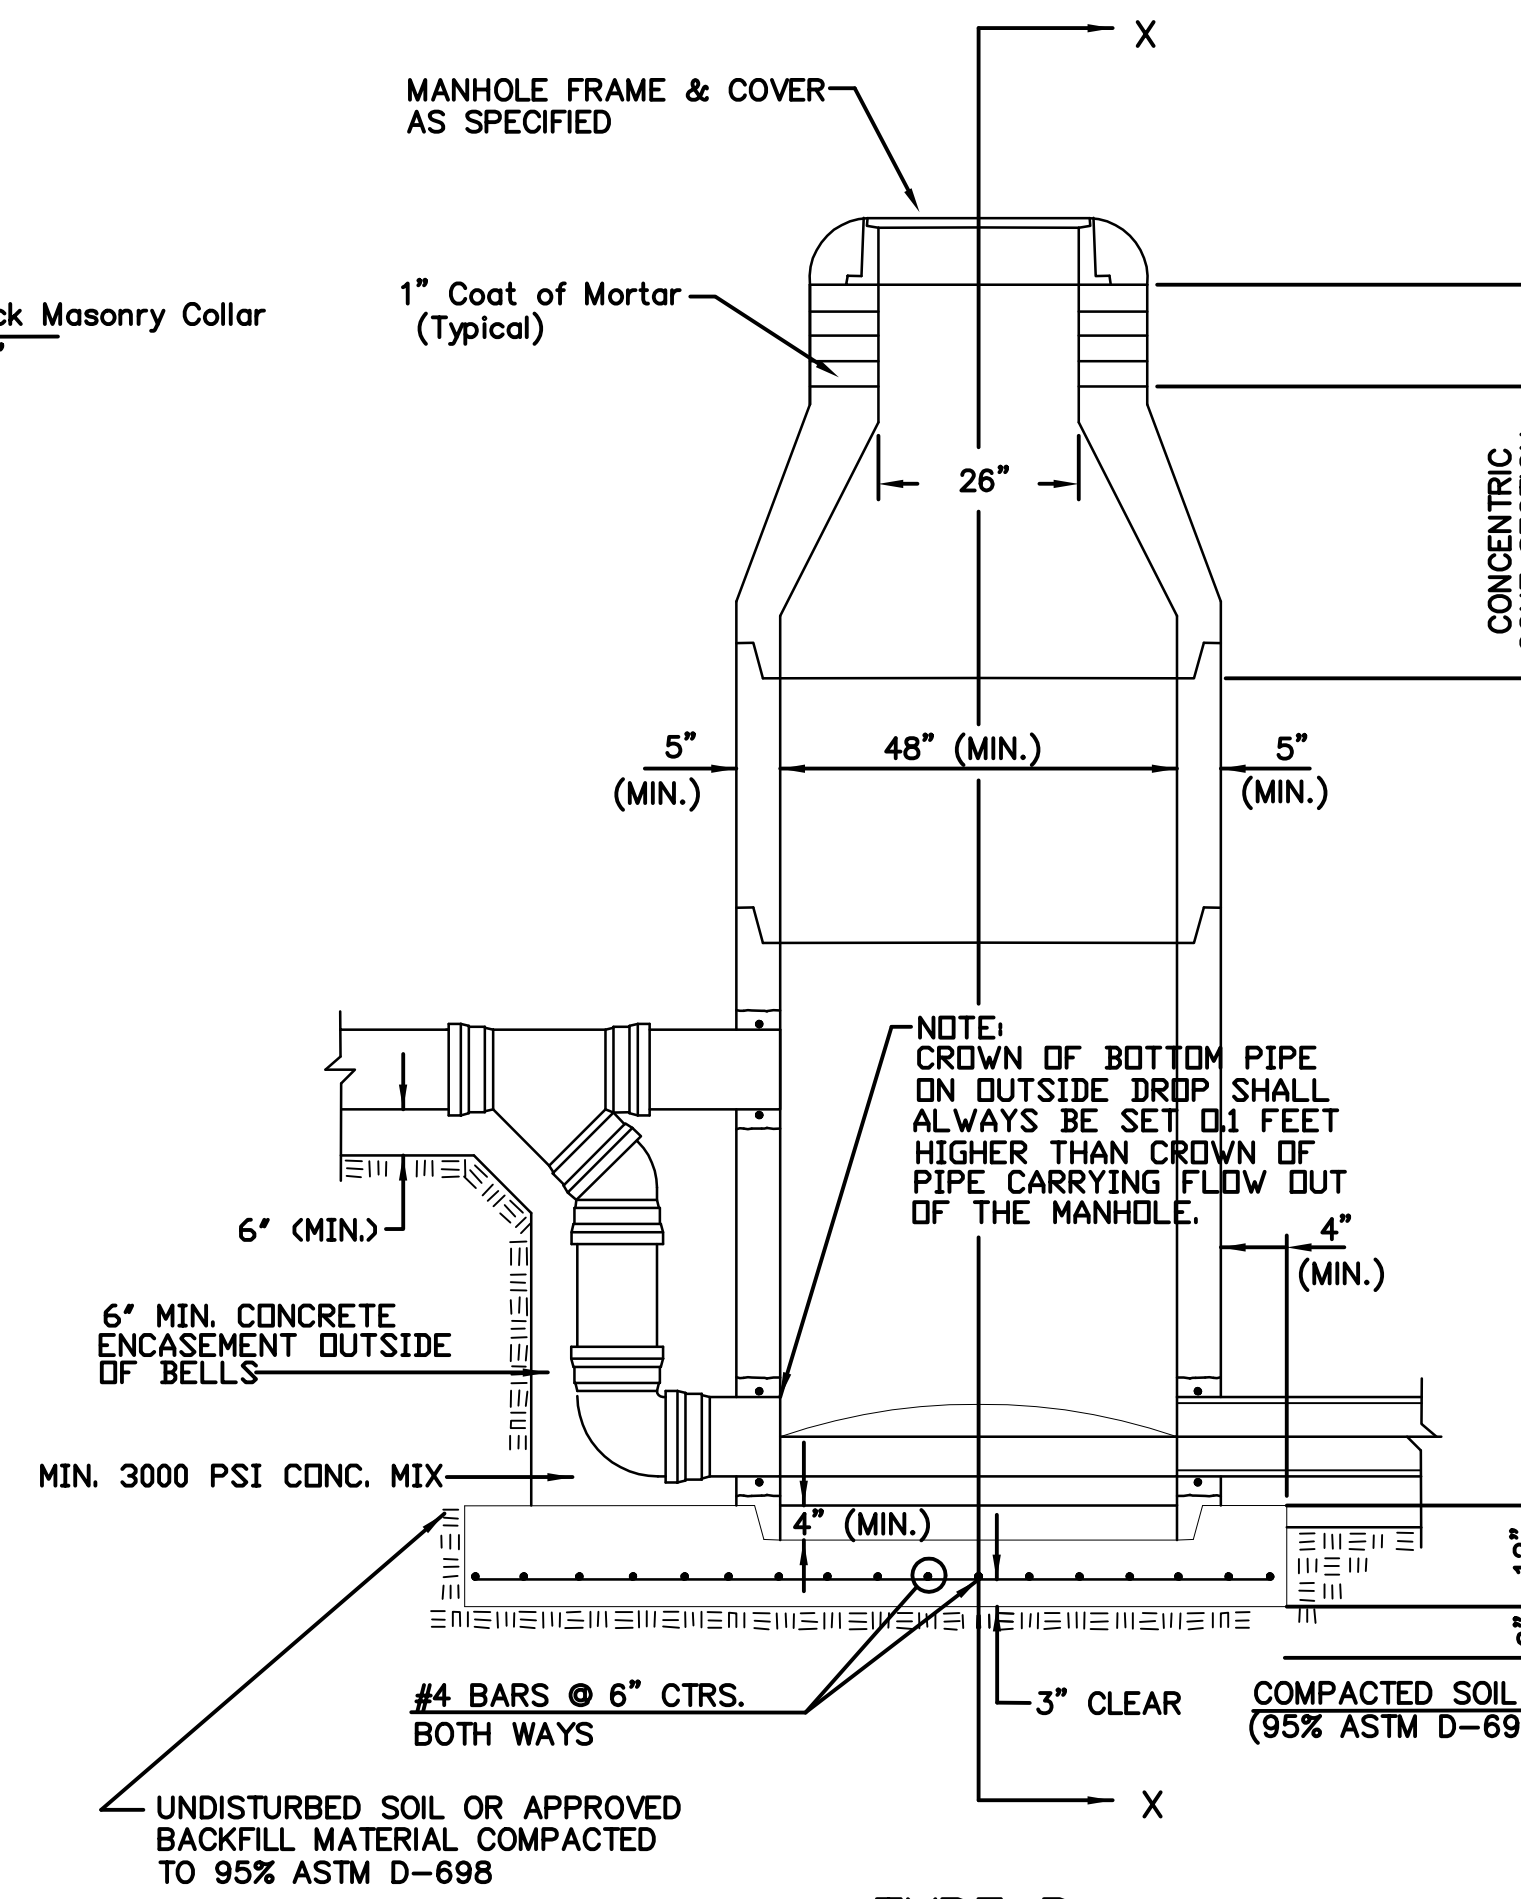 X
MANHOLE FRAME & COVER
AS SPECIFIED
1" Coat of Mortar
(Typical)
Masonry Collar
CONCENTRIC
26"
5"
(MIN.)
48" (MIN.)
5"
(MIN.)
NOTE:
CROWN OF BOTTOM PIPE
ON OUTSIDE DROP SHALL
ALWAYS BE SET 0.1 FEET
HIGHER THAN CROWN OF
PIPE CARRYING FLOW OUT
OF THE MANHOLE.
6" (MIN.)
4"
(MIN.)
6" MIN. CONCRETE
ENCASEMENT OUTSIDE
OF BELLS
MIN. 3000 PSI CONC. MIX
4" (MIN.)
#4 BARS @ 6" CTRS.
BOTH WAYS
3" CLEAR
COMPACTED SOIL
(95% ASTM
X
UNDISTURBED SOIL OR APPROVED
BACKFILL MATERIAL COMPACTED
TO 95% ASTM D-698